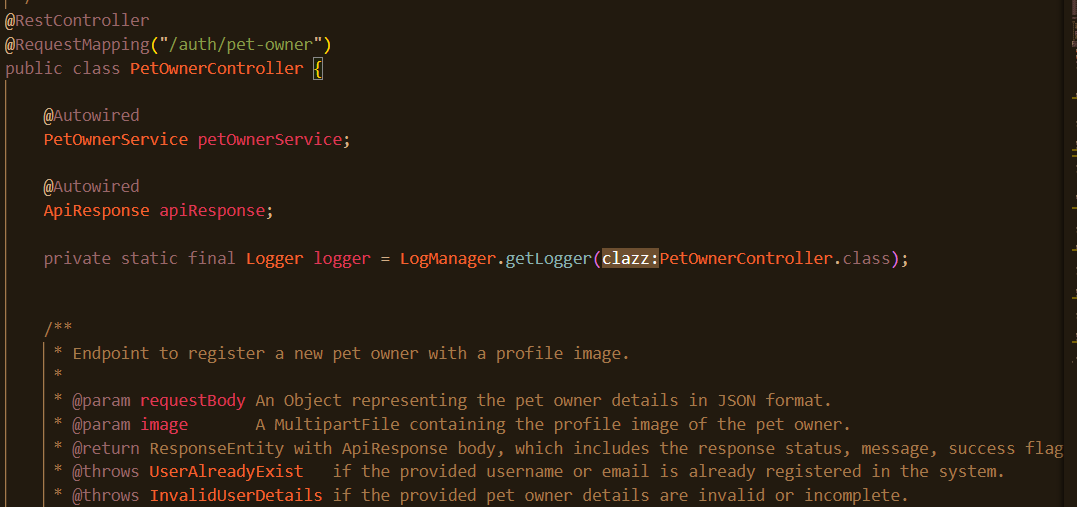 @RestController
@RequestMapping("/auth/pet-owner")
public class PetOwnerController {
@Autowired
PetOwnerService petOwnerService;
@Autowired
ApiResponse apiResponse;
private static final Logger logger = LogManager.getLogger(clazz:PetOwnerController.class);
/**
* Endpoint to register a new pet owner with a profile image.
*
* @param requestBody An Object representing the pet owner details in JSON format.
* @param image A MultipartFile containing the profile image of the pet owner.
* @return ResponseEntity with ApiResponse body, which includes the response status, message, success flag
* @throws UserAlreadyExist if the provided username or email is already registered in the system.
* @throws InvalidUserDetails if the provided pet owner details are invalid or incomplete.